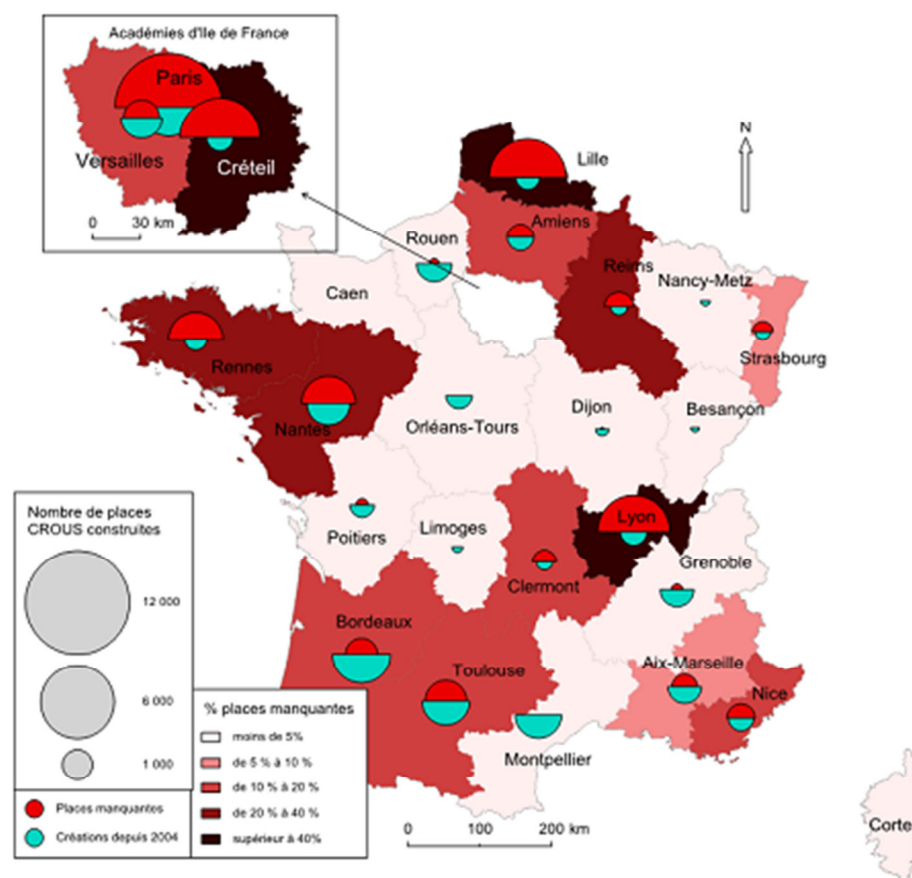 Académies d'Ile de France
Paris
Versailles
Créteil
0 30 km
N
Lille
Amiens
Rouen
Reims
Caen
Nancy-Metz
Strasbourg
Rennes
Nantes
Orléans-Tours
Dijon
Besançon
Poitiers
Limoges
Lyon
Clermont
Grenoble
Bordeaux
Toulouse
Aix-Marseille
Nice
Montpellier
Corte
Nombre de places
CROUS construites
12 000
6 000
1 000
Places manquantes
Créations depuis 2004
% places manquantes
moins de 5%
de 5 % à 10 %
de 10 % à 20 %
de 20 % à 40 %
supérieur à 40%
0 100 200 km